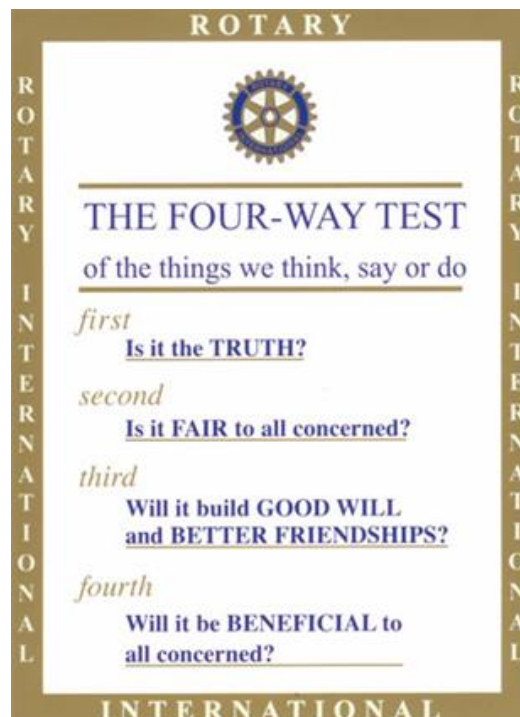 ROTARY
ROTARY INTERNATIONAL
ROTARY INTERNATIONAL
ROTARY
INTERNATIONAL
THE FOUR-WAY TEST
of the things we think, say or do
first
Is it the TRUTH?
second
Is it FAIR to all concerned?
third
Will it build GOOD WILL
and BETTER FRIENDSHIPS?
fourth
Will it be BENEFICIAL to
all concerned?
INTERNATIONAL